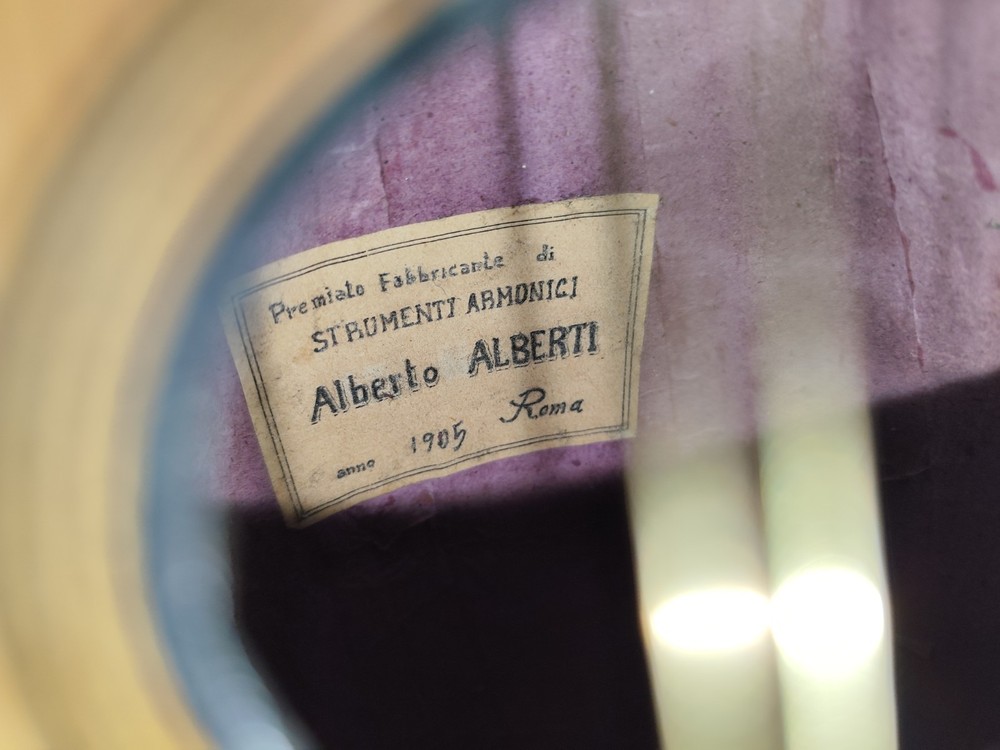 Premiato Fabbricante di
STRUMENTI ARMONICI
Alberto ALBERTI
anno 1905 Roma